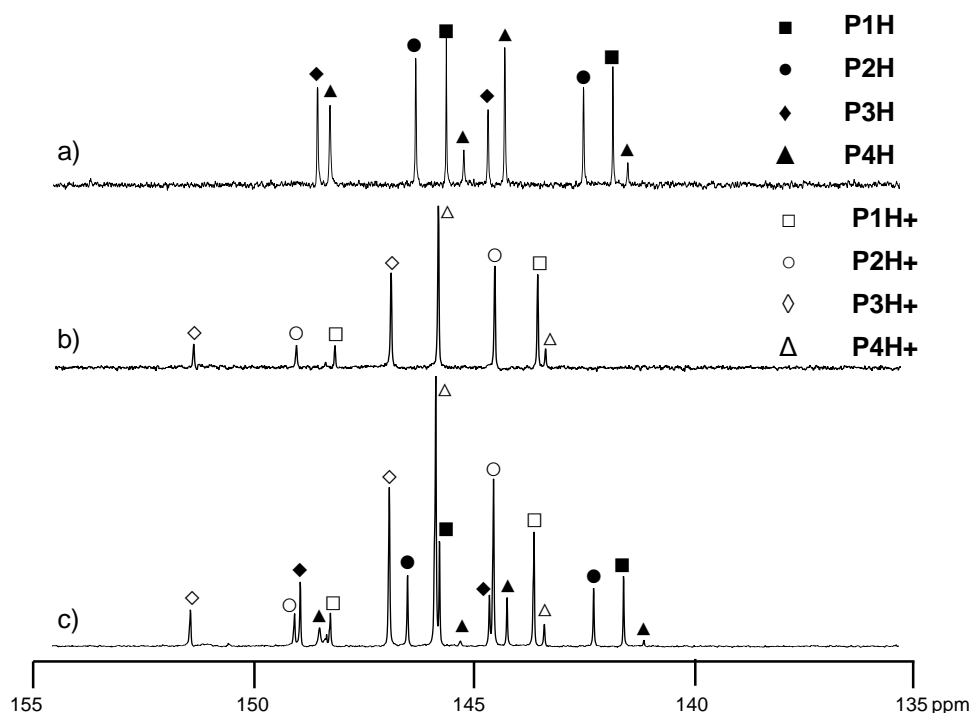 ■ P1H
● P2H
◆ P3H
▲ P4H
a)
□ P1H+
○ P2H+
◇ P3H+
△ P4H+
b)
c)
155 150 145 140 135 ppm